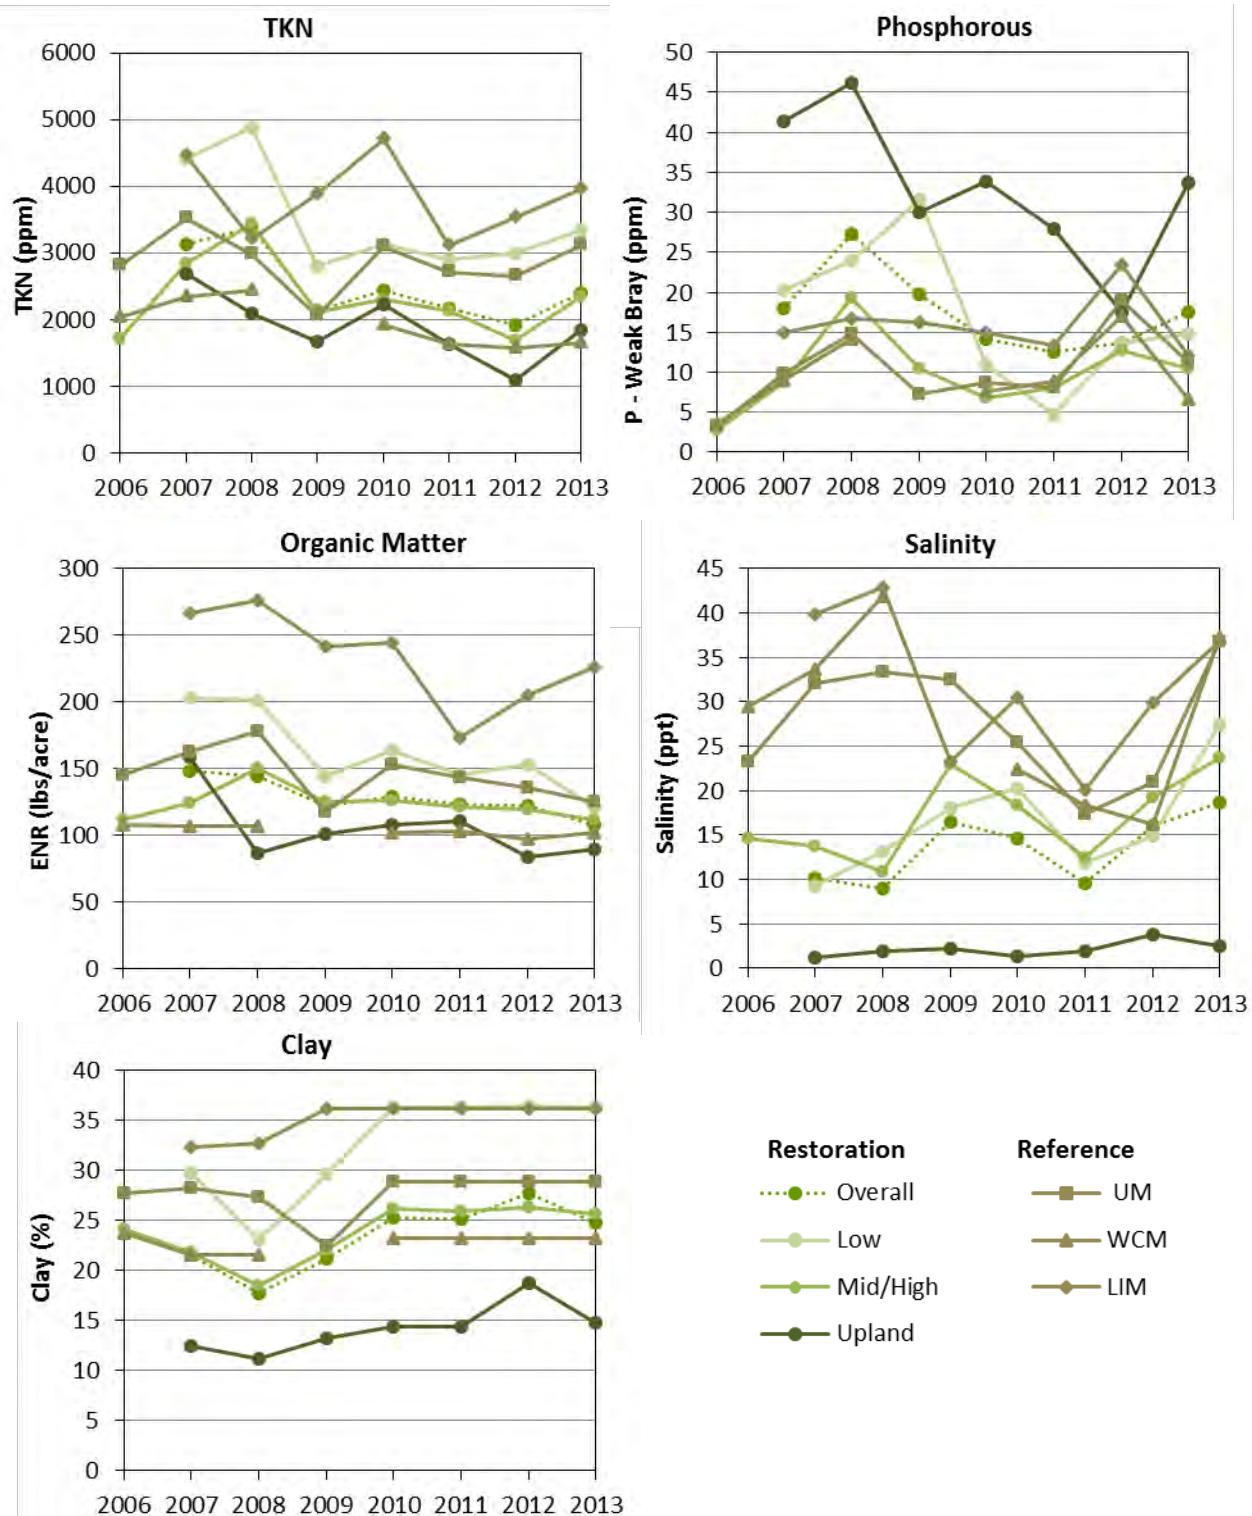 TKN
6000
5000
4000
3000
2000
1000
0
TKN (ppm)
2006 2007 2008 2009 2010 2011 2012 2013
Phosphorous
50
45
40
35
30
25
20
15
10
5
0
P - Weak Bray (ppm)
2006 2007 2008 2009 2010 2011 2012 2013
Organic Matter
300
250
200
150
100
50
0
ENR (lbs/acre)
2006 2007 2008 2009 2010 2011 2012 2013
Salinity
45
40
35
30
25
20
15
10
5
0
Salinity (ppt)
2006 2007 2008 2009 2010 2011 2012 2013
Clay
40
35
30
25
20
15
10
5
0
Clay (%)
2006 2007 2008 2009 2010 2011 2012 2013
Restoration Reference
Overall UM
Low WCM
Mid/High LIM
Upland